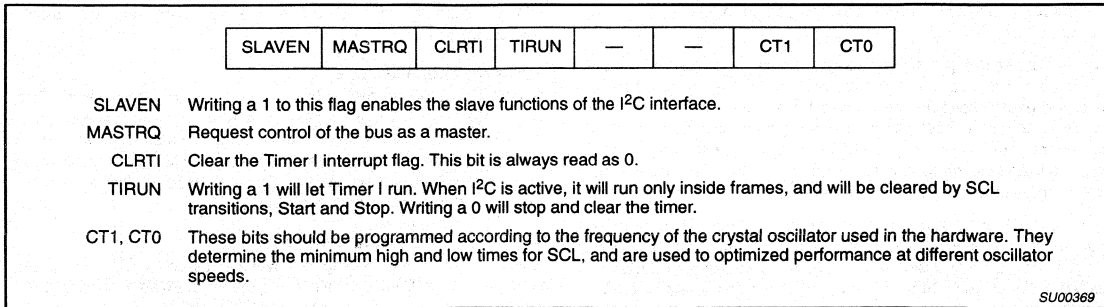 SLAVEN MASTRQ CLRTI TIRUN — — CT1 CT0
SLAVEN Writing a 1 to this flag enables the slave functions of the I²C interface.
MASTRQ Request control of the bus as a master.
CLRTI Clear the Timer I interrupt flag. This bit is always read as 0.
TIRUN Writing a 1 will let Timer I run. When I²C is active, it will run only inside frames, and will be cleared by SCL
transitions, Start and Stop. Writing a 0 will stop and clear the timer.
CT1, CT0 These bits should be programmed according to the frequency of the crystal oscillator used in the hardware. They
determine the minimum high and low times for SCL, and are used to optimized performance at different oscillator
speeds.
SU00369